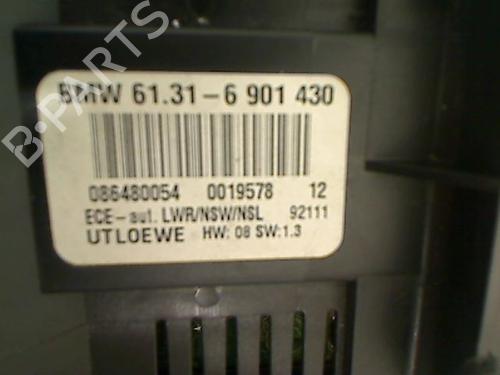 BMW 61.31-6 901 430
086480054 0019578 12
ECE-aut. LWR/NSW/NSL 92111
UTLOEWE HW: 08 SW:1.3
B-PARTS